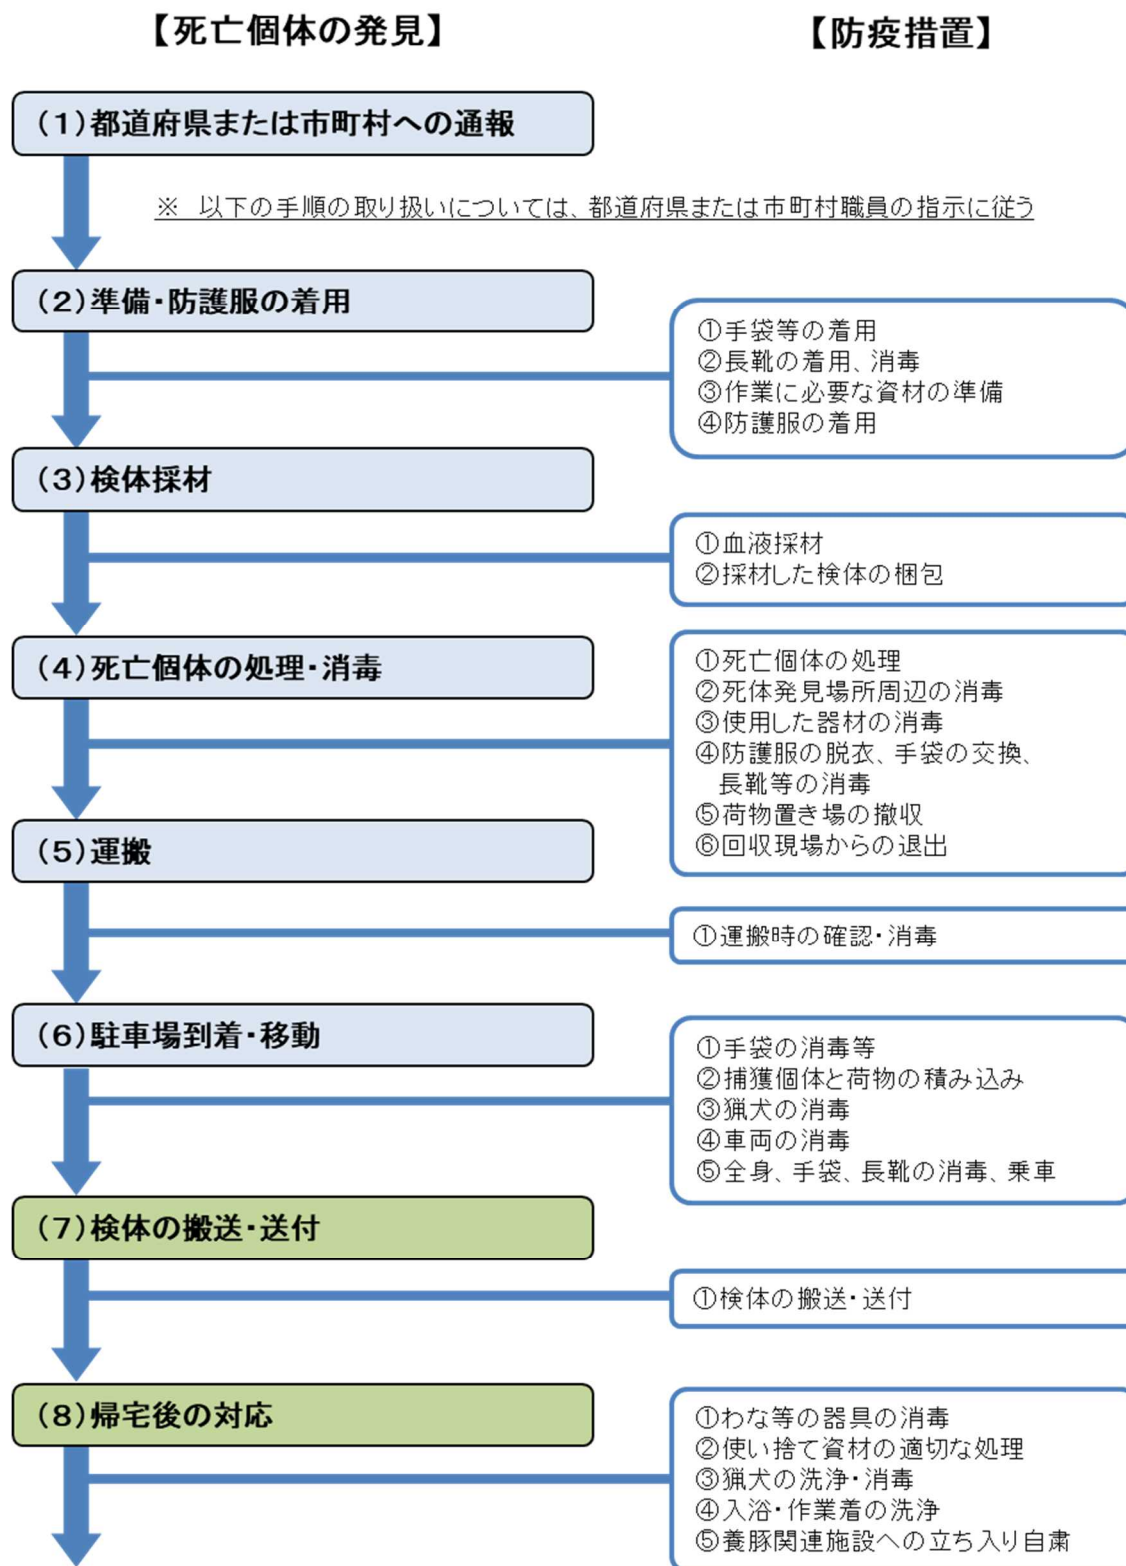 【死亡個体の発見】
【防疫措置】
(1)都道府県または市町村への通報
※ 以下の手順の取り扱いについては、都道府県または市町村職員の指示に従う
(2)準備・防護服の着用
①手袋等の着用
②長靴の着用、消毒
③作業に必要な資材の準備
④防護服の着用
(3)検体採材
①血液採材
②採材した検体の梱包
(4)死亡個体の処理・消毒
①死亡個体の処理
②死体発見場所周辺の消毒
③使用した器材の消毒
④防護服の脱衣、手袋の交換、
長靴等の消毒
⑤荷物置き場の撤収
⑥回収現場からの退出
(5)運搬
①運搬時の確認・消毒
(6)駐車場到着・移動
①手袋の消毒等
②捕獲個体と荷物の積み込み
③猟犬の消毒
④車両の消毒
⑤全身、手袋、長靴の消毒、乗車
(7)検体の搬送・送付
①検体の搬送・送付
(8)帰宅後の対応
①わな等の器具の消毒
②使い捨て資材の適切な処理
③猟犬の洗浄・消毒
④入浴・作業着の洗浄
⑤養豚関連施設への立ち入り自粛